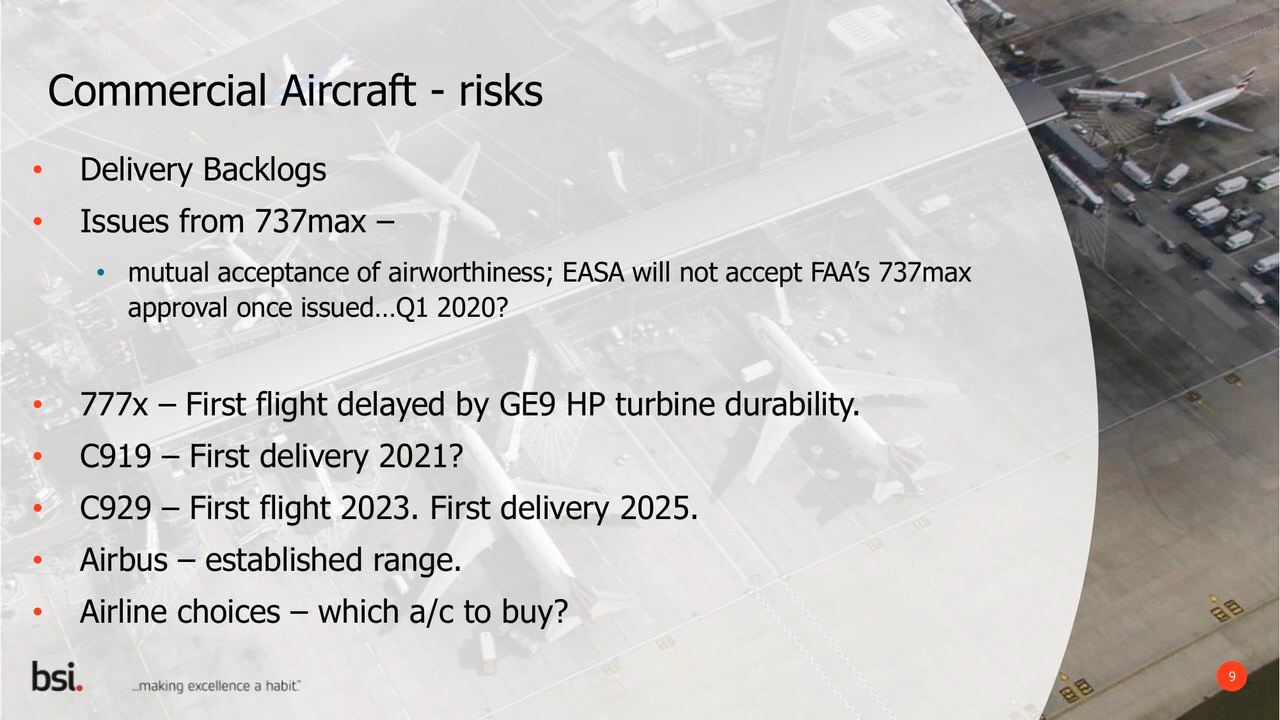 Commercial Aircraft - risks
• Delivery Backlogs
• Issues from 737max –
• mutual acceptance of airworthiness; EASA will not accept FAA’s 737max
approval once issued…Q1 2020?
• 777x – First flight delayed by GE9 HP turbine durability.
• C919 – First delivery 2021?
• C929 – First flight 2023. First delivery 2025.
• Airbus – established range.
• Airline choices – which a/c to buy?
bsi.
...making excellence a habit.™
9